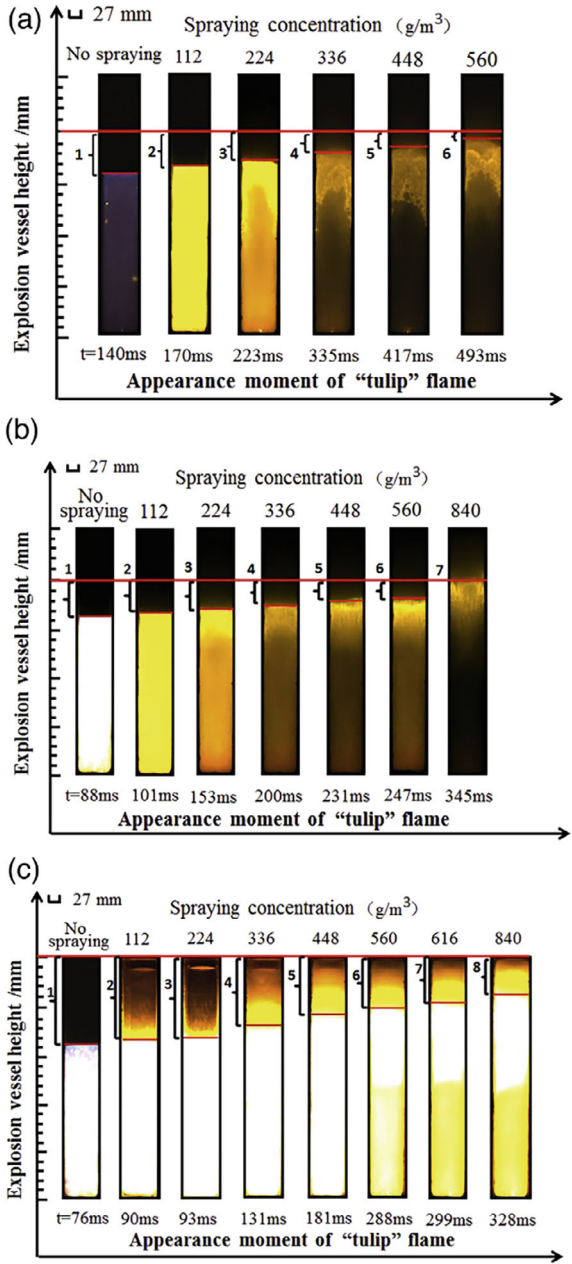 (a)
27 mm
Spraying concentration (g/m³)
No spraying 112 224 336 448 560
1 2 3 4 5 6
Explosion vessel height /mm
t=140ms 170ms 223ms 335ms 417ms 493ms
Appearance moment of “tulip” flame
(b)
27 mm
Spraying concentration (g/m³)
No
spraying 112 224 336 448 560 840
1 2 3 4 5 6 7
Explosion vessel height /mm
t=88ms 101ms 153ms 200ms 231ms 247ms 345ms
Appearance moment of “tulip” flame
(c)
27 mm
Spraying concentration (g/m³)
No
spraying 112 224 336 448 560 616 840
1 2 3 4 5 6 7 8
Explosion vessel height /mm
t=76ms 90ms 93ms 131ms 181ms 288ms 299ms 328ms
Appearance moment of “tulip” flame